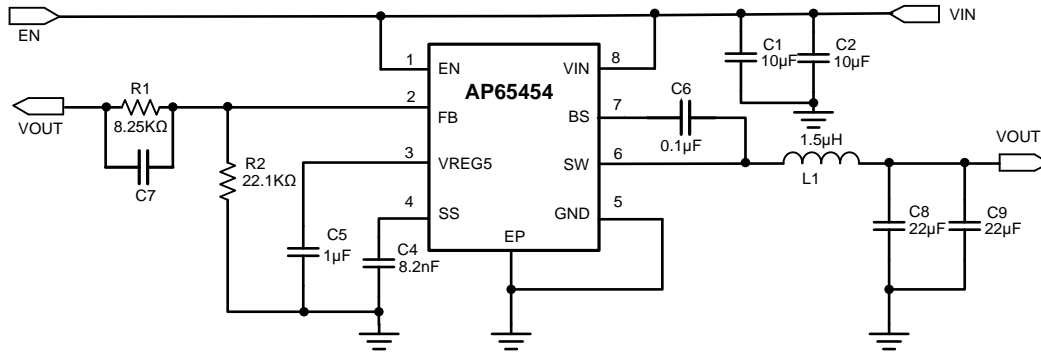 EN
VIN
1
EN
VIN
8
C1
10µF
C2
10µF
AP65454
R1
8.25KΩ
VOUT
2
FB
BS
7
C6
0.1µF
C7
R2
22.1KΩ
3
VREG5
SW
6
1.5µH
L1
VOUT
4
SS
GND
5
EP
C5
1µF
C4
8.2nF
C8
22µF
C9
22µF